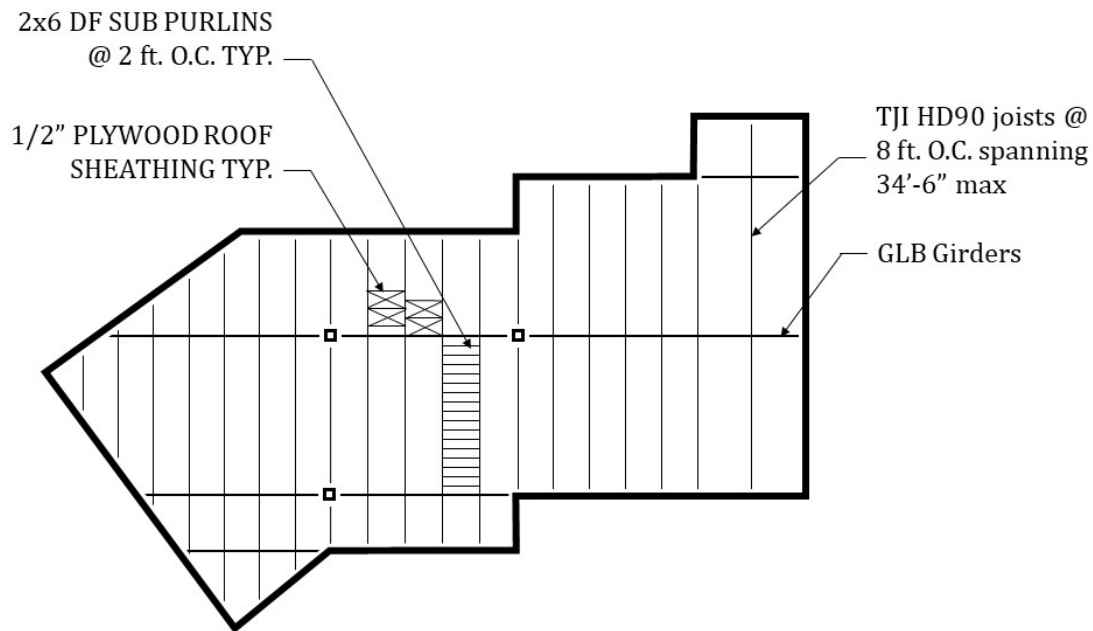 2x6 DF SUB PURLINS
@ 2 ft. O.C. TYP.
1/2” PLYWOOD ROOF
SHEATHING TYP.
TJI HD90 joists @
8 ft. O.C. spanning
34’-6” max
GLB Girders